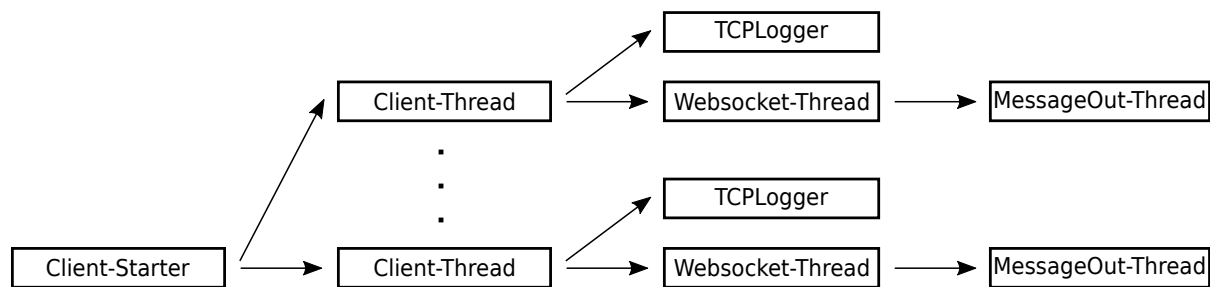 TCPLogger
Client-Thread
Websocket-Thread
MessageOut-Thread
TCPLogger
Client-Starter
Client-Thread
Websocket-Thread
MessageOut-Thread